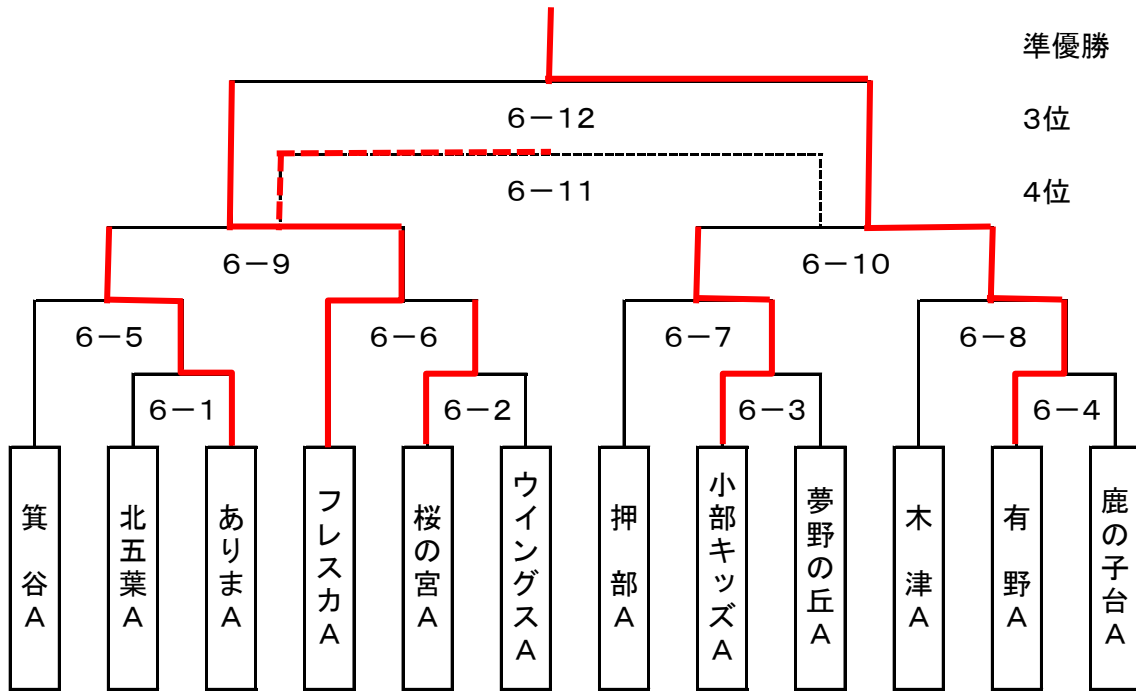 準優勝
6－12
3位
6－11
4位
6－9
6－10
6－5
6－6
6－7
6－8
6－1
6－2
6－3
6－4
箕谷A
北五葉A
ありまA
フレスカA
桜の宮A
ウイングスA
押部A
小部キッズA
夢野の丘A
木津A
有野A
鹿の子台A